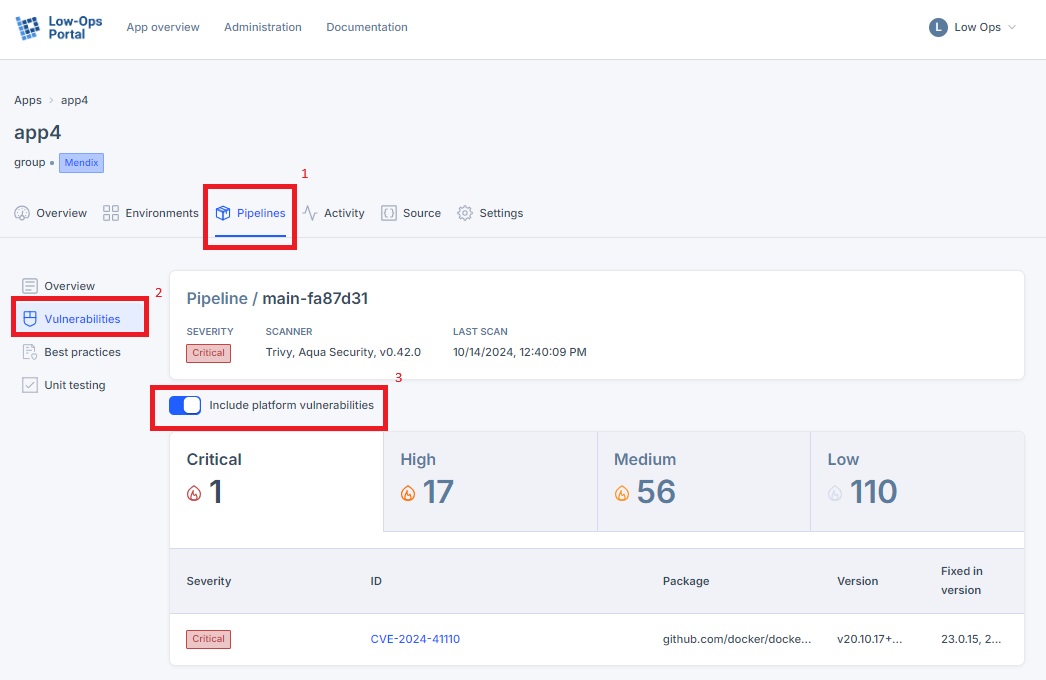 Low-Ops
Portal
App overview
Administration
Documentation
L
Low Ops
Apps > app4
app4
group • Mendix
1
Overview
Environments
Pipelines
Activity
Source
Settings
2
Overview
Vulnerabilities
Best practices
Unit testing
Pipeline / main-fa87d31
SEVERITY
SCANNER
LAST SCAN
Critical
Trivy, Aqua Security, v0.42.0
10/14/2024, 12:40:09 PM
3
Include platform vulnerabilities
Critical
1
High
17
Medium
56
Low
110
Severity
ID
Package
Version
Fixed in
version
Critical
CVE-2024-41110
github.com/docker/docke...
v20.10.17+...
23.0.15, 2...